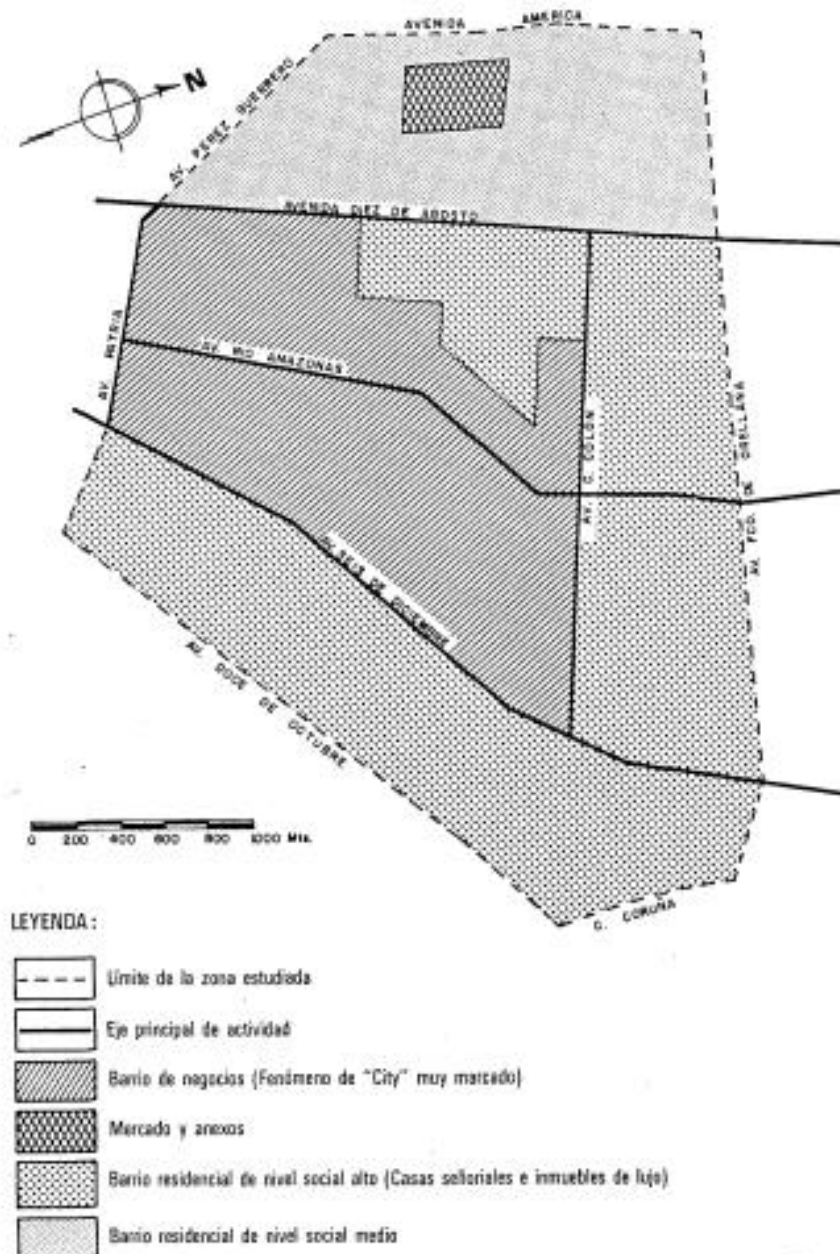 AVENIDA AMERICA
N
AV. PEREZ GUERRERO
AVENIDA DIEZ DE AGOSTO
AV. PATRIA
AV. RIO AMAZONAS
AV. C. COLON
AV. FCO. DE ORELLANA
AV. SEIS DE DICIEMBRE
AV. DOCE DE OCTUBRE
0 200 400 600 800 1000 Mts.
C. CORUÑA
LEYENDA:
Límite de la zona estudiada
Eje principal de actividad
Barrio de negocios (Fenómeno de "City" muy marcado)
Mercado y anexos
Barrio residencial de nivel social alto (Casas señoriales e inmuebles de lujo)
Barrio residencial de nivel social medio